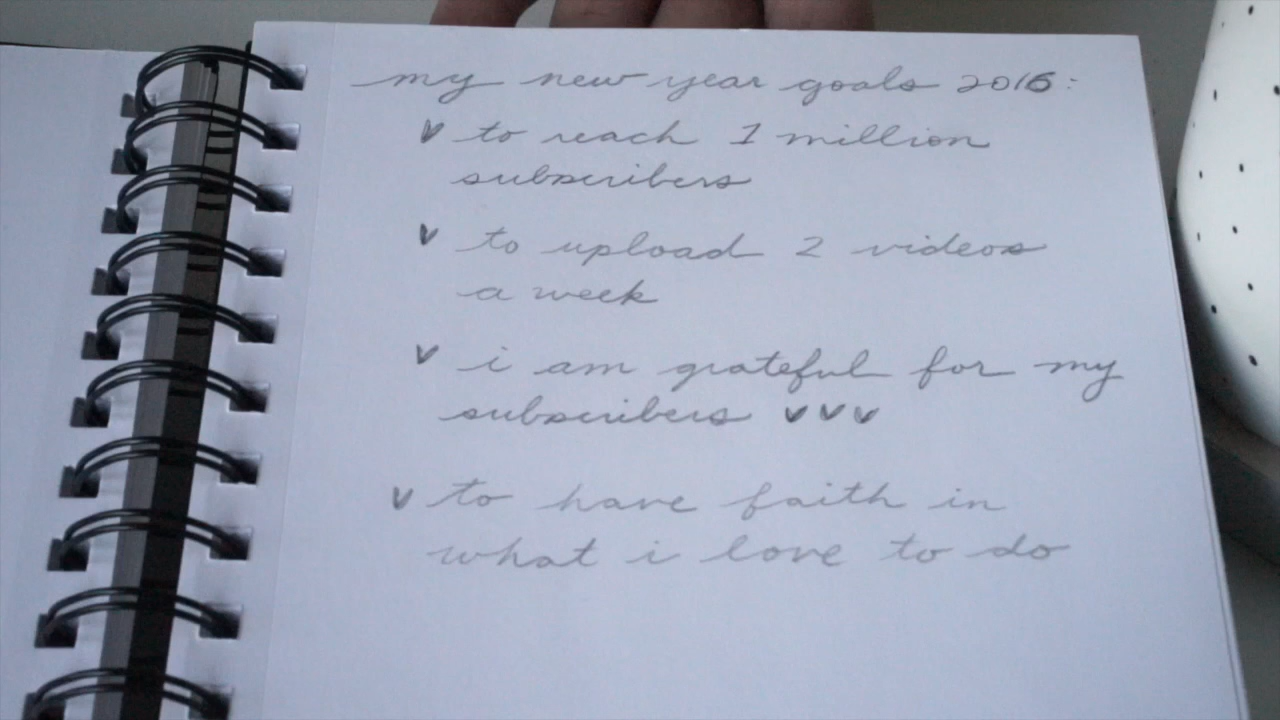 my new year goals 2016:
♥ to reach 1 million
subscribers
♥ to upload 2 videos
a week
♥ i am grateful for my
subscribers ♥♥♥
♥ to have faith in
what i love to do